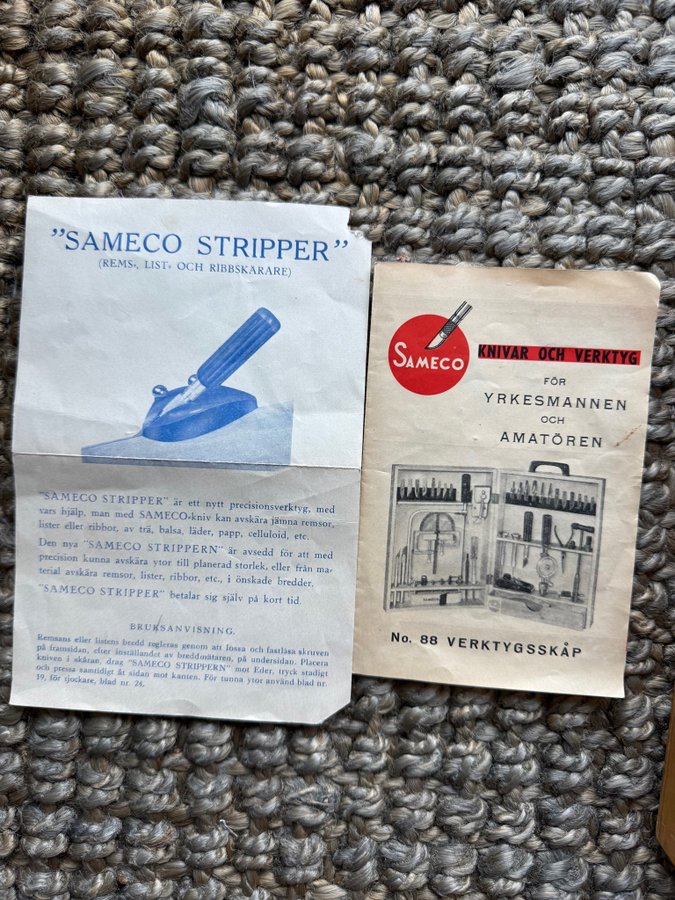 "SAMECO STRIPPER"
(REMS-, LIST- OCH RIBBSKÄRARE)
"SAMECO STRIPPER" är ett nytt precisionsverktyg, med
vars hjälp, man med SAMECO-kniv kan avskära jämna remsor,
lister eller ribbor, av trä, balsa, läder, papp, celluloid, etc.
Den nya "SAMECO STRIPPERN" är avsedd för att med
precision kunna avskära ytor till planerad storlek, eller från ma-
terial avskära remsor, lister, ribbor, etc., i önskade bredder.
"SAMECO STRIPPER" betalar sig själv på kort tid.
BRUKSANVISNING.
Remsans eller listens bredd regleras genom att lossa och fastlåsa skruven
på framsidan, efter inställandet av breddmätaren, på undersidan. Placera
kniven i skåran, drag "SAMECO STRIPPERN" mot Eder, tryck stadigt
och pressa samtidigt åt sidan mot kanten. För tunna ytor använd blad nr.
19, för tjockare, blad nr. 24.
SAMECO
KNIVAR OCH VERKTYG
FÖR
YRKESMANNEN
OCH
AMATÖREN
No. 88 VERKTYGSSKÅP